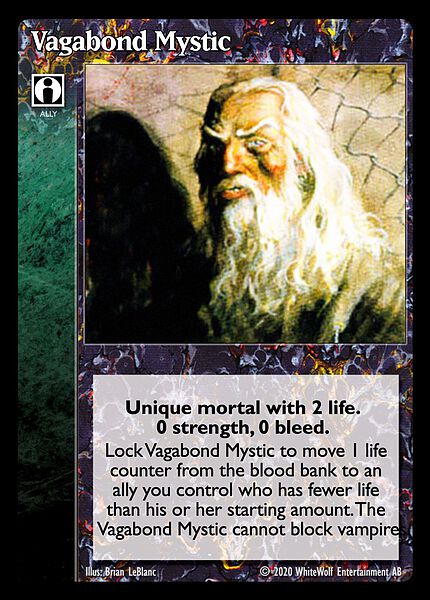 Vagabond Mystic
ALLY
Unique mortal with 2 life.
0 strength, 0 bleed.
Lock Vagabond Mystic to move 1 life
counter from the blood bank to an
ally you control who has fewer life
than his or her starting amount. The
Vagabond Mystic cannot block vampire
Illus: Brian LeBlanc
© 2020 WhiteWolf Entertainment AB